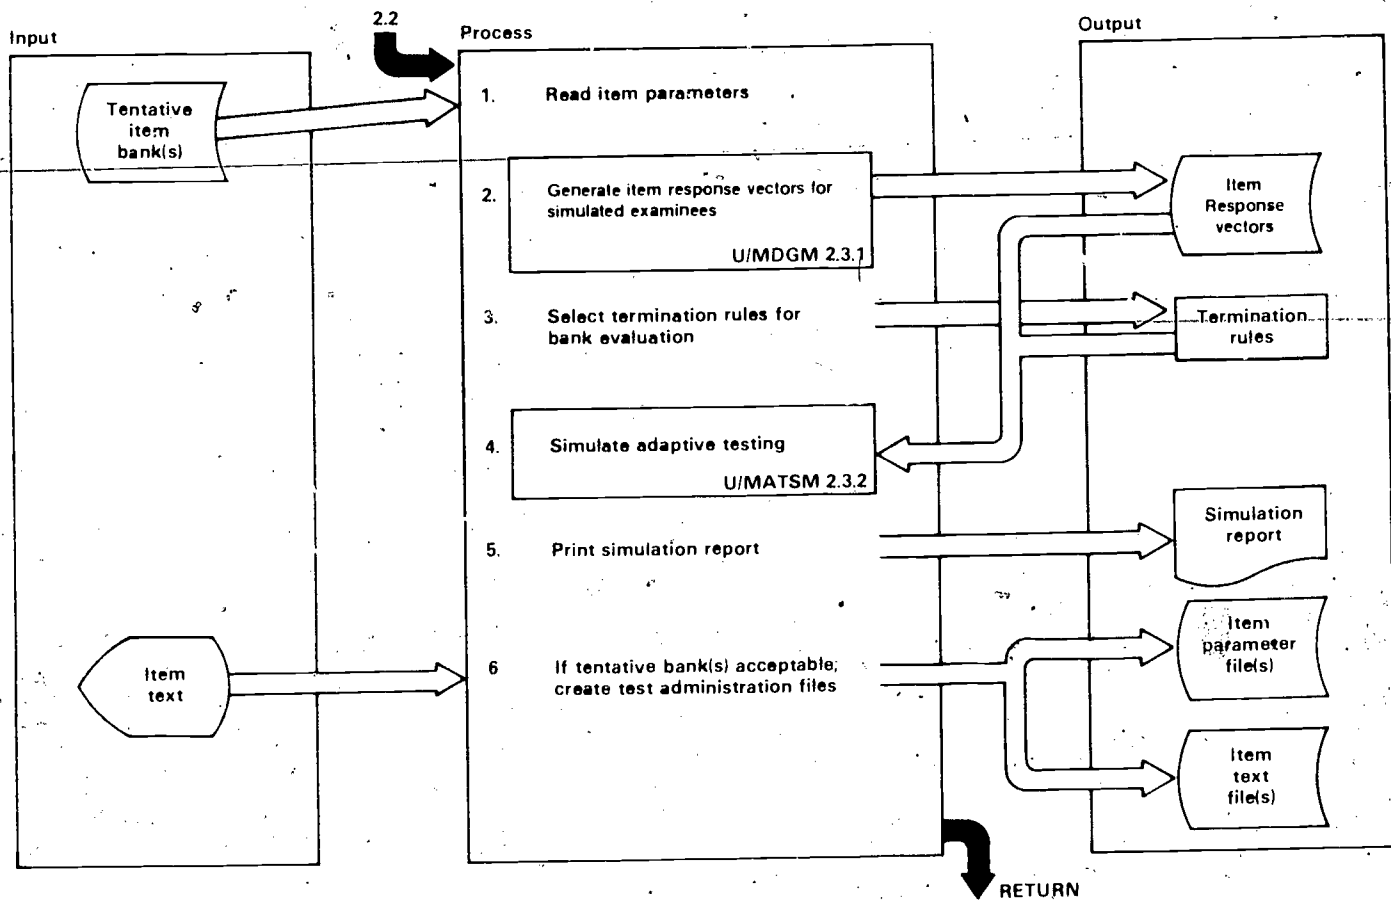 2.2
Input
Process
Output
Tentative
item
bank(s)
1. Read item parameters
2. Generate item response vectors for
simulated examinees
U/MDGM 2.3.1
Item
Response
vectors
3. Select termination rules for
bank evaluation
Termination
rules
4. Simulate adaptive testing
U/MATSM 2.3.2
5. Print simulation report
Simulation
report
Item
text
6 If tentative bank(s) acceptable;
create test administration files
Item
parameter
file(s)
Item
text
file(s)
RETURN